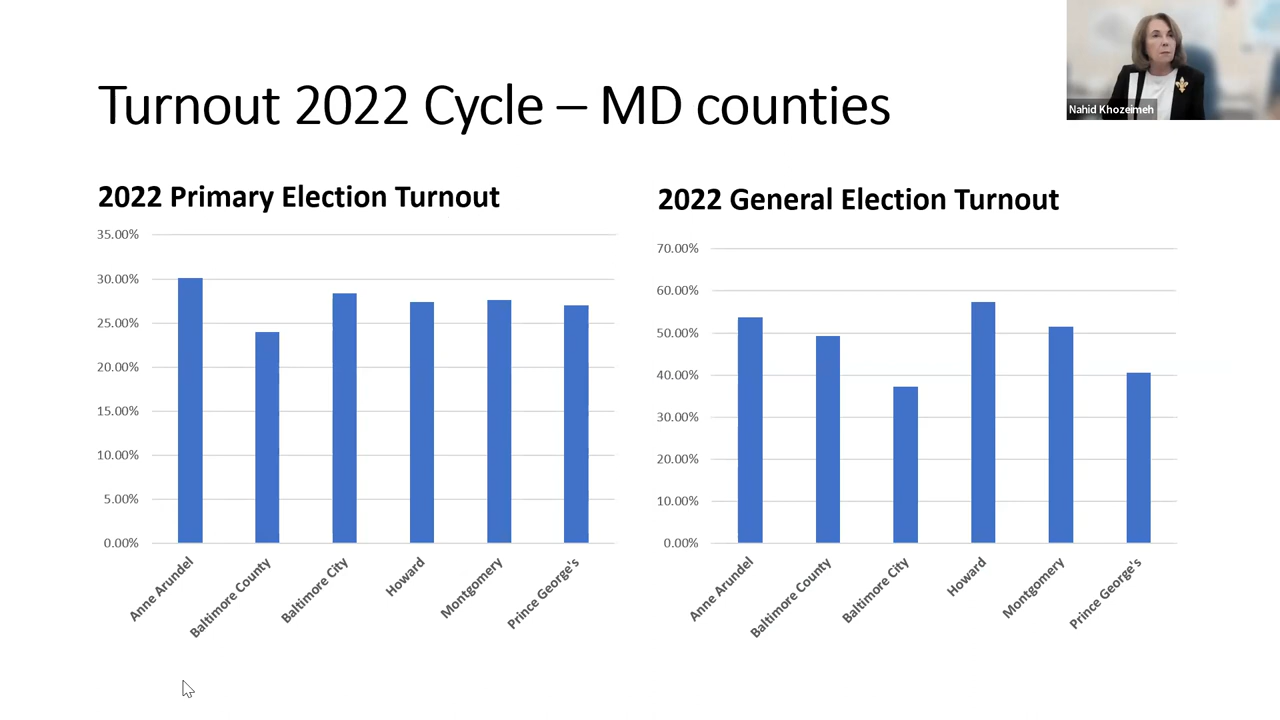 Turnout 2022 Cycle – MD counties
Nahid Khozeimeh
2022 Primary Election Turnout
35.00%
30.00%
25.00%
20.00%
15.00%
10.00%
5.00%
0.00%
Anne Arundel
Baltimore County
Baltimore City
Howard
Montgomery
Prince George's
2022 General Election Turnout
70.00%
60.00%
50.00%
40.00%
30.00%
20.00%
10.00%
0.00%
Anne Arundel
Baltimore County
Baltimore City
Howard
Montgomery
Prince George's